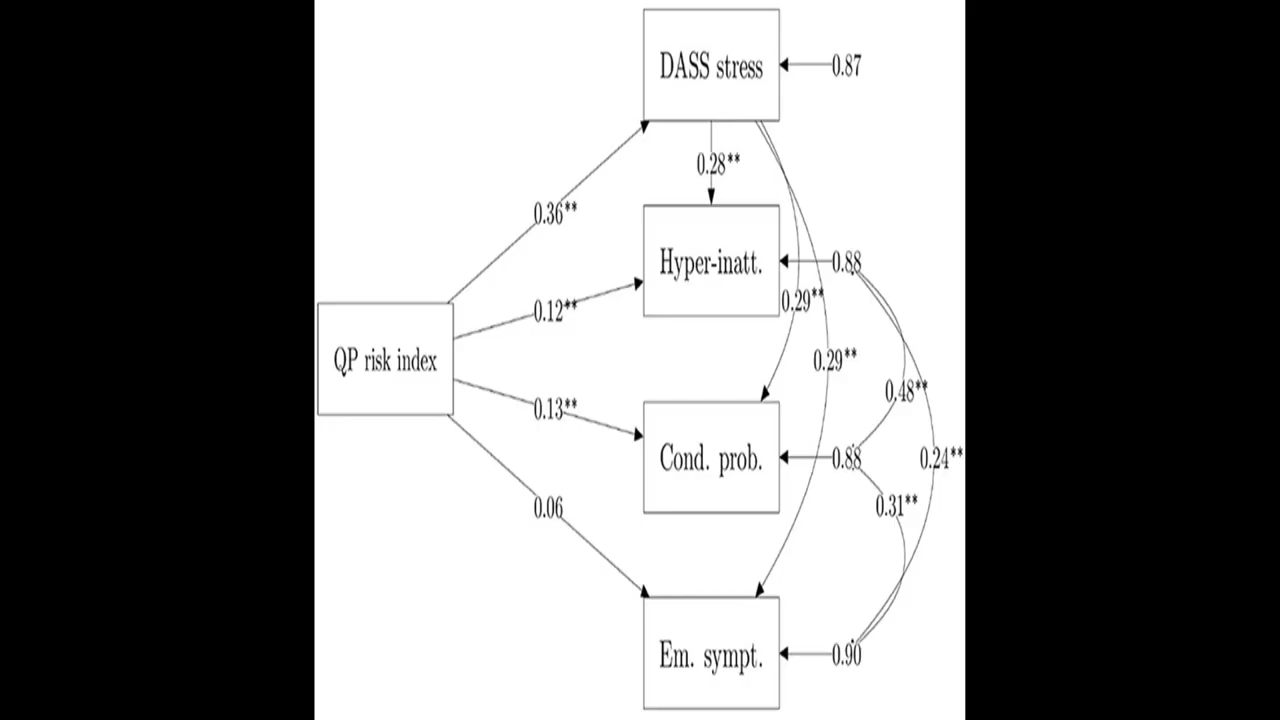 DASS stress
0.87
0.28**
0.36**
Hyper-inatt.
0.88
0.29**
0.12**
QP risk index
0.29**
0.48**
0.13**
Cond. prob.
0.88
0.24**
0.31**
0.06
Em. sympt.
0.90